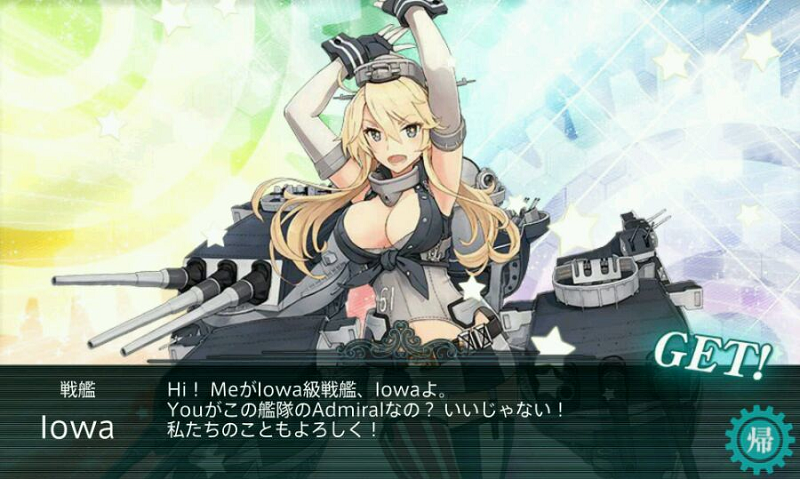 61
GET!
戦艦
Iowa
Hi! MeがIowa級戦艦、Iowaよ。
Youがこの艦隊のAdmiralなの？ いいじゃない！
私たちのこともよろしく！
帰